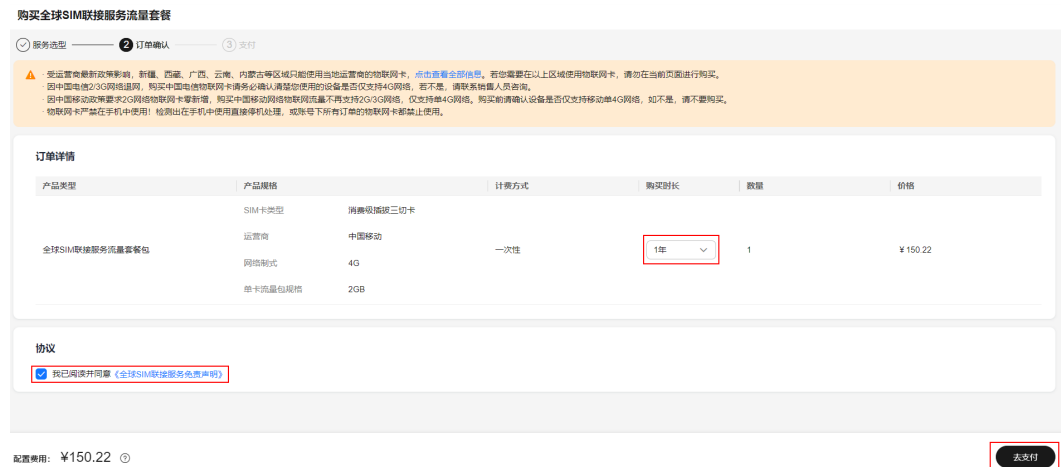 购买全球SIM联接服务流量套餐
服务选型 2 订单确认 3 支付
· 受运营商最新政策影响，新疆、西藏、广西、云南、内蒙古等区域只能使用当地运营商的物联网卡，点击查看全部信息。若您需要在以上区域使用物联网卡，请勿在当前页面进行购买。
· 因中国电信2/3G网络退网，购买中国电信物联网卡请务必确认清楚您使用的设备是否仅支持4G网络，若不是，请联系销售人员咨询。
· 因中国移动政策要求2G网络物联网卡零新增，购买中国移动网络物联网流量不再支持2G/3G网络，仅支持单4G网络。购买前请确认设备是否仅支持移动单4G网络，如不是，请不要购买。
· 物联网卡严禁在手机中使用！检测出在手机中使用直接停机处理，或账号下所有订单的物联网卡都禁止使用。
订单详情
产品类型 产品规格 计费方式 购买时长 数量 价格
SIM卡类型 消费级插拔三切卡
运营商 中国移动
全球SIM联接服务流量套餐包 一次性 1年 1 ¥ 150.22
网络制式 4G
单卡流量包规格 2GB
协议
我已阅读并同意《全球SIM联接服务免责声明》
配置费用： ¥150.22 ? 去支付